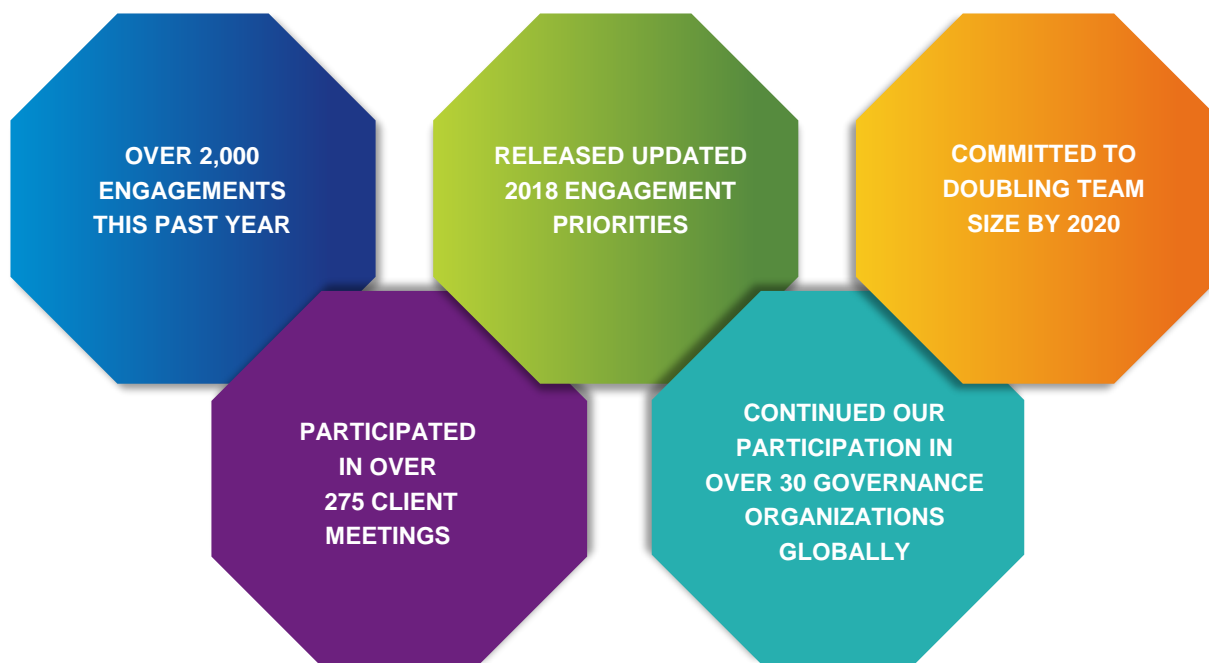 OVER 2,000
ENGAGEMENTS
THIS PAST YEAR
RELEASED UPDATED
2018 ENGAGEMENT
PRIORITIES
COMMITTED TO
DOUBLING TEAM
SIZE BY 2020
PARTICIPATED
IN OVER
275 CLIENT
MEETINGS
CONTINUED OUR
PARTICIPATION IN
OVER 30 GOVERNANCE
ORGANIZATIONS
GLOBALLY